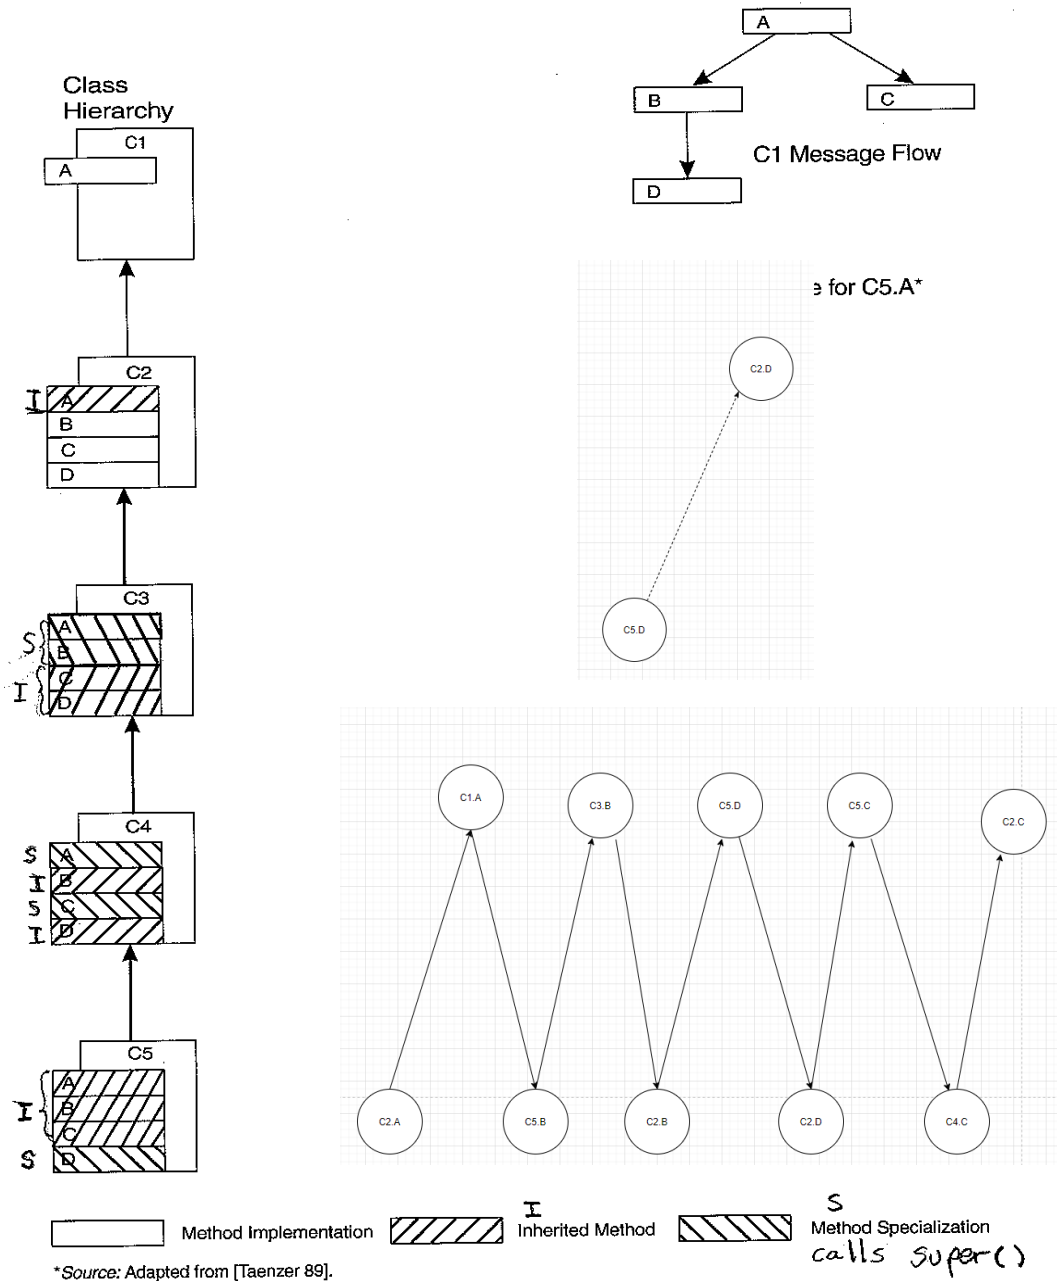 A
B
C
C1 Message Flow
D
Class
Hierarchy
C1
A
e for C5.A*
C2.D
C5.D
C2
I
A
B
C
D
C3
S
A
B
I
C
D
C4
S
A
I
B
S
C
I
D
C5
I
A
B
C
S
D
C1.A
C3.B
C5.D
C5.C
C2.C
C2.A
C5.B
C2.B
C2.D
C4.C
Method Implementation
I
Inherited Method
S
Method Specialization
calls super()
*Source: Adapted from [Taenzer 89].